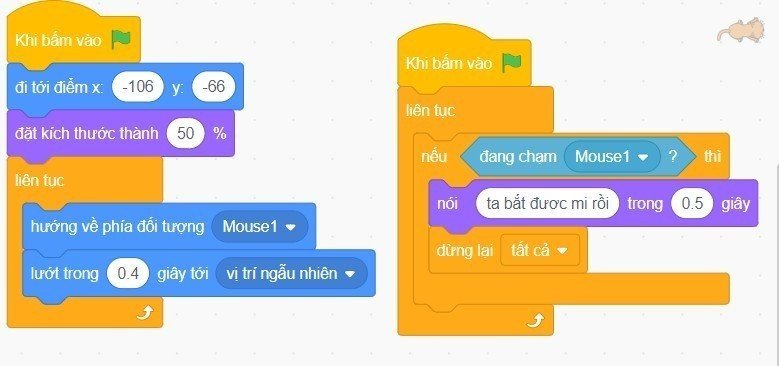 Khi bấm vào
đi tới điểm x: -106 y: -66
đặt kích thước thành 50 %
liên tục
hướng về phía đối tượng Mouse1
lướt trong 0.4 giây tới vị trí ngẫu nhiên
Khi bấm vào
liên tục
nếu đang chạm Mouse1 ? thì
nói ta bắt được mi rồi trong 0.5 giây
dừng lại tất cả